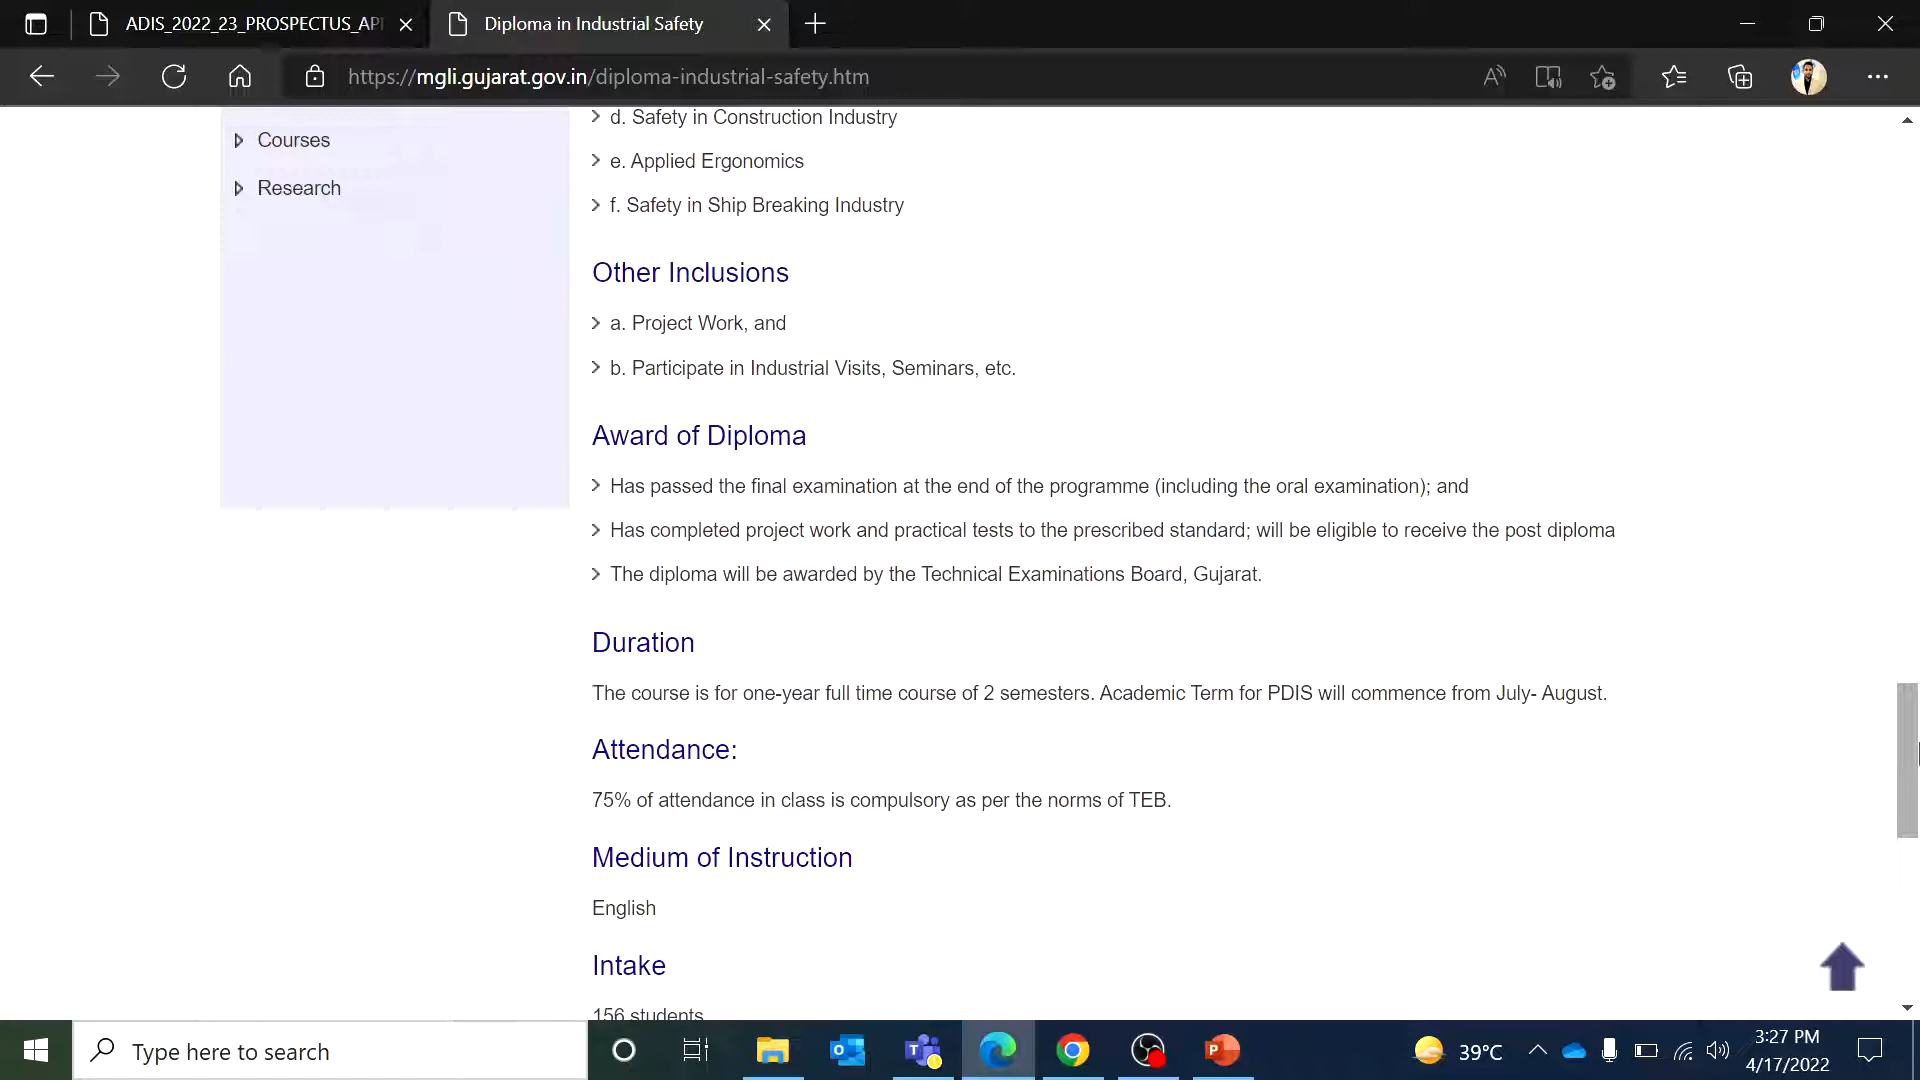 ADIS_2022_23_PROSPECTUS_API
Diploma in Industrial Safety
https://mgli.gujarat.gov.in/diploma-industrial-safety.htm
Courses
Research
d. Safety in Construction Industry
e. Applied Ergonomics
f. Safety in Ship Breaking Industry
Other Inclusions
a. Project Work, and
b. Participate in Industrial Visits, Seminars, etc.
Award of Diploma
Has passed the final examination at the end of the programme (including the oral examination); and
Has completed project work and practical tests to the prescribed standard; will be eligible to receive the post diploma
The diploma will be awarded by the Technical Examinations Board, Gujarat.
Duration
The course is for one-year full time course of 2 semesters. Academic Term for PDIS will commence from July- August.
Attendance:
75% of attendance in class is compulsory as per the norms of TEB.
Medium of Instruction
English
Intake
156 students
Type here to search
39°C
3:27 PM
4/17/2022